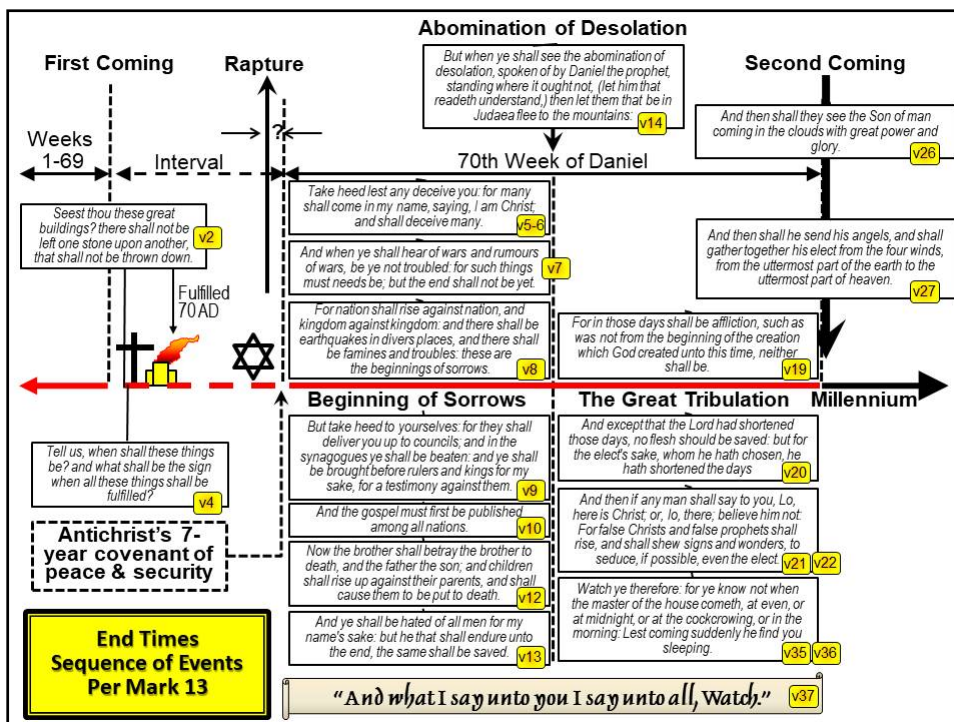 Abomination of Desolation
But when ye shall see the abomination of
desolation, spoken of by Daniel the prophet,
standing where it ought not, (let him that
readeth understand,) then let them that be in
Judaea flee to the mountains:
v14
First Coming
Rapture
Second Coming
?
Weeks
1-69
Interval
70th Week of Daniel
And then shall they see the Son of man
coming in the clouds with great power and
glory.
v26
Seest thou these great
buildings? there shall not be
left one stone upon another,
that shall not be thrown down.
v2
Fulfilled
70 AD
Take heed lest any deceive you: for many
shall come in my name, saying, I am Christ;
and shall deceive many.
v5-6
And when ye shall hear of wars and rumours
of wars, be ye not troubled: for such things
must needs be; but the end shall not be yet.
v7
For nation shall rise against nation, and
kingdom against kingdom: and there shall be
earthquakes in divers places, and there shall
be famines and troubles: these are
the beginnings of sorrows.
v8
And then shall he send his angels, and shall
gather together his elect from the four winds,
from the uttermost part of the earth to the
uttermost part of heaven.
v27
For in those days shall be affliction, such as
was not from the beginning of the creation
which God created unto this time, neither
shall be.
v19
Beginning of Sorrows
The Great Tribulation
Millennium
Tell us, when shall these things
be? and what shall be the sign
when all these things shall be
fulfilled?
v4
Antichrist's 7-
year covenant of
peace & security
But take heed to yourselves: for they shall
deliver you up to councils; and in the
synagogues ye shall be beaten: and ye shall
be brought before rulers and kings for my
sake, for a testimony against them.
v9
And the gospel must first be published
among all nations.
v10
Now the brother shall betray the brother to
death, and the father the son; and children
shall rise up against their parents, and shall
cause them to be put to death.
v12
And ye shall be hated of all men for my
name's sake: but he that shall endure unto
the end, the same shall be saved.
v13
And except that the Lord had shortened
those days, no flesh should be saved: but for
the elect's sake, whom he hath chosen, he
hath shortened the days
v20
And then if any man shall say to you, Lo,
here is Christ; or, lo, there; believe him not:
For false Christs and false prophets shall
rise, and shall shew signs and wonders, to
seduce, if possible, even the elect.
v21 v22
Watch ye therefore: for ye know not when
the master of the house cometh, at even, or
at midnight, or at the cockcrowing, or in the
morning: Lest coming suddenly he find you
sleeping.
v35 v36
End Times
Sequence of Events
Per Mark 13
"And what I say unto you I say unto all, Watch."
v37